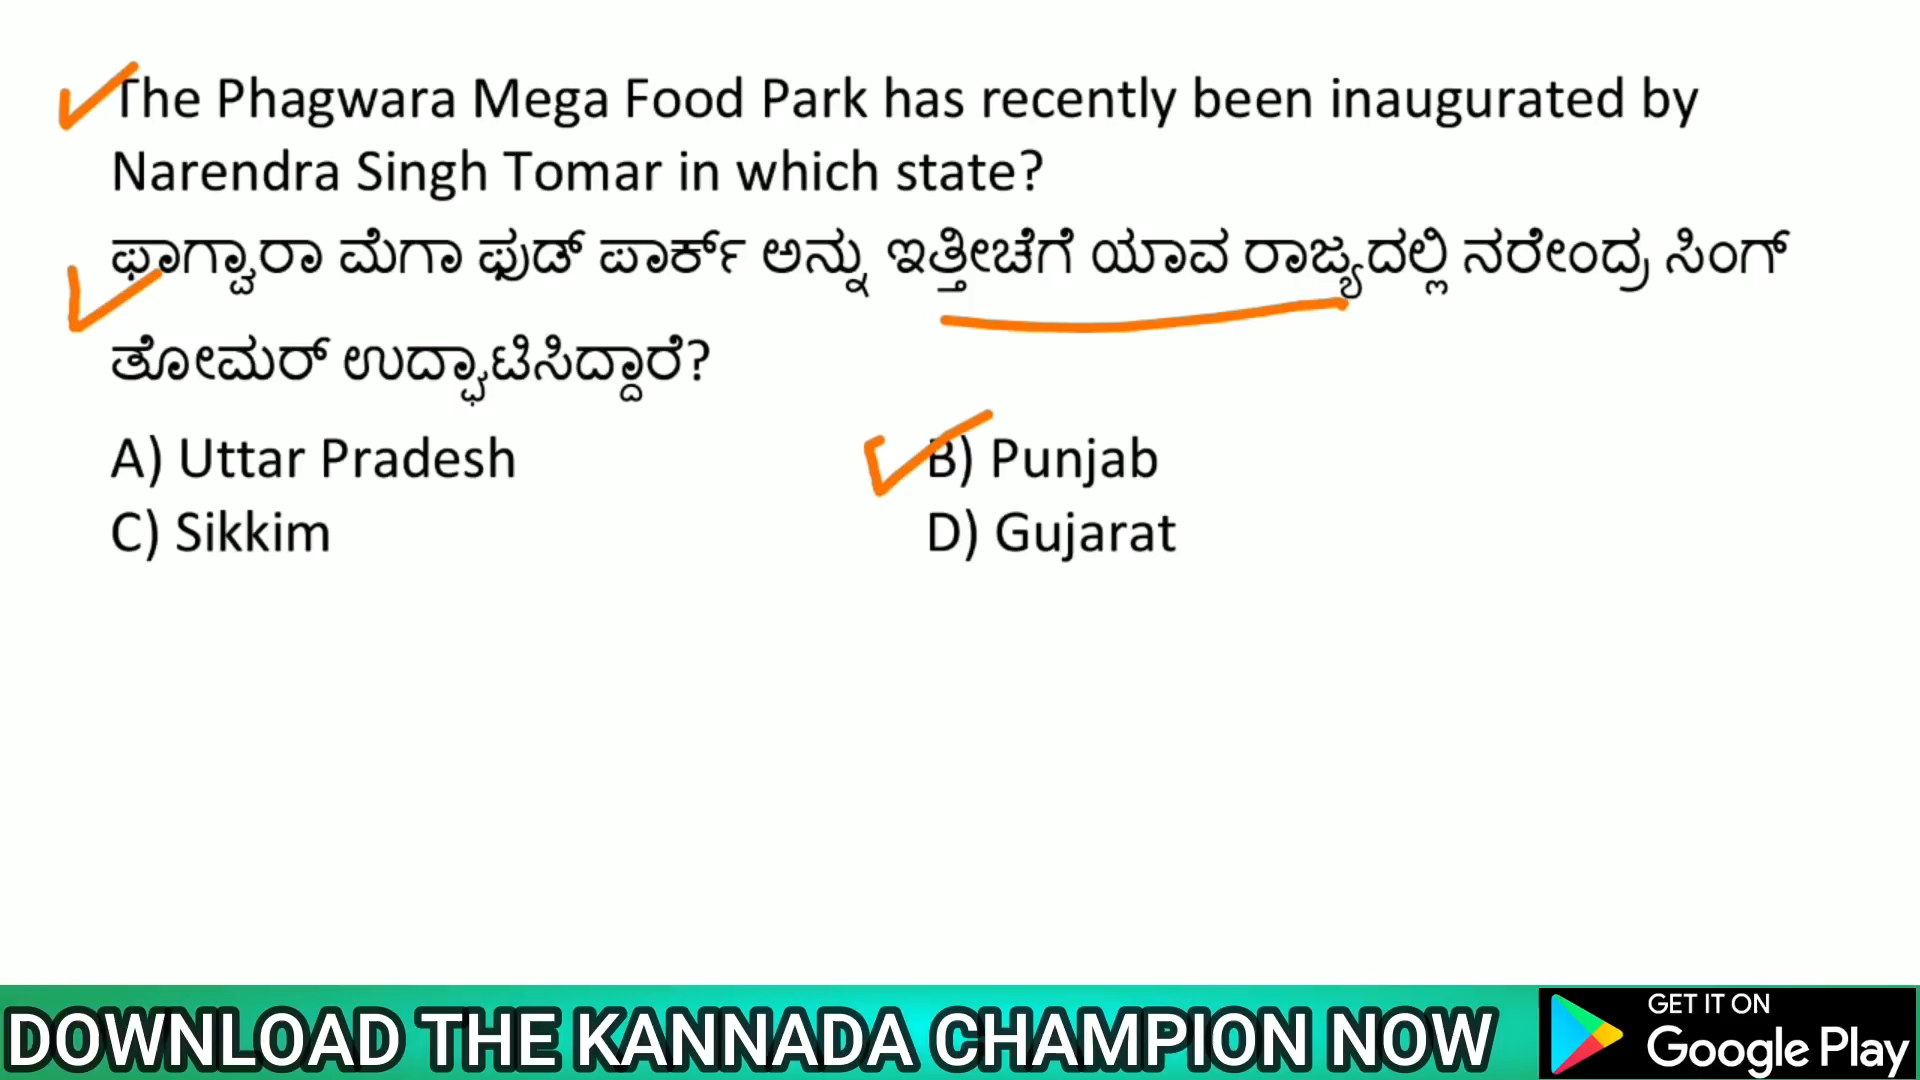 The Phagwara Mega Food Park has recently been inaugurated by
Narendra Singh Tomar in which state?
ಫಾಗ್ವಾರಾ ಮೆಗಾ ಫುಡ್ ಪಾರ್ಕ್ ಅನ್ನು ಇತ್ತೀಚೆಗೆ ಯಾವ ರಾಜ್ಯದಲ್ಲಿ ನರೇಂದ್ರ ಸಿಂಗ್
ತೋಮರ್ ಉದ್ಘಾಟಿಸಿದ್ದಾರೆ?
A) Uttar Pradesh B) Punjab
C) Sikkim D) Gujarat
DOWNLOAD THE KANNADA CHAMPION NOW
GET IT ON
Google Play